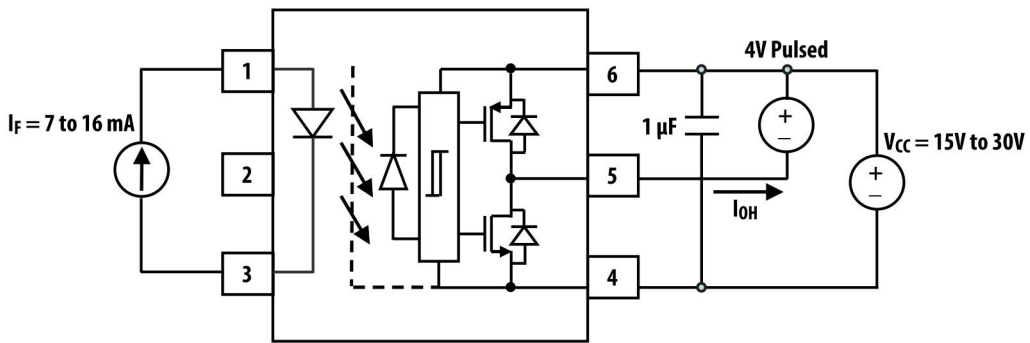 4V Pulsed
1
6
I_F = 7 to 16 mA
1 µF
V_CC = 15V to 30V
2
5
I_OH
3
4